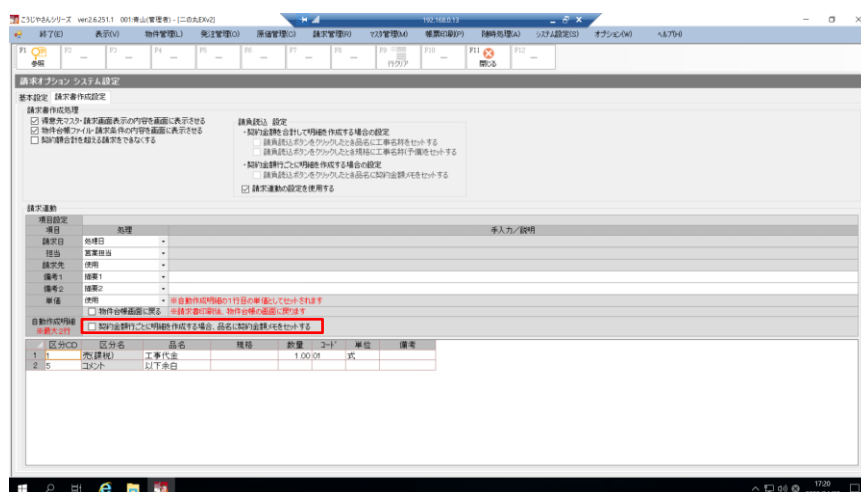 こうじやさんシリーズ ver.2.6.251.1 001:青山(管理者) - [二の丸EXv2]
192.168.0.13
終了(E) 表示(V) 物件管理(L) 発注管理(O) 原価管理(C) 請求管理(R) マスタ管理(M) 帳票印刷(P) 随時処理(A) システム設定(S) オプション(W) ヘルプ(H)
F1 F2 F3 F4 F5 F6 F7 F8 F9 F10 F11 F12
参照 行クリア 閉じる
請求オプション システム設定
基本設定 請求書作成設定
請求書作成処理
得意先マスタ・請求画面表示の内容を画面に表示させる
物件台帳ファイル・請求条件の内容を画面に表示させる
契約額合計を超える請求をできなくする
請負読込 設定
・契約金額を合計して明細を作成する場合の設定
請負読込ボタンをクリックしたとき品名に工事名称をセットする
請負読込ボタンをクリックしたとき規格に工事名称(予備)をセットする
・契約金額行ごとに明細を作成する場合の設定
請負読込ボタンをクリックしたとき品名に契約金額メモをセットする
請求連動の設定を使用する
請求連動
項目設定
項目 処理 手入力/説明
請求日 処理日
担当 営業担当
請求先 使用
備考1 摘要1
備考2 摘要2
単価 使用 ※自動作成明細の1行目の単価としてセットされます
物件台帳画面に戻る ※請求書印刷後、物件台帳の画面に戻ります
自動作成明細
※最大2行
契約金額行ごとに明細を作成する場合、品名に契約金額メモをセットする
区分CD 区分名 品名 規格 数量 コード 単位 備考
1 1 売(課税) 工事代金 1.00 01 式
2 5 コメント 以下余白
17:20